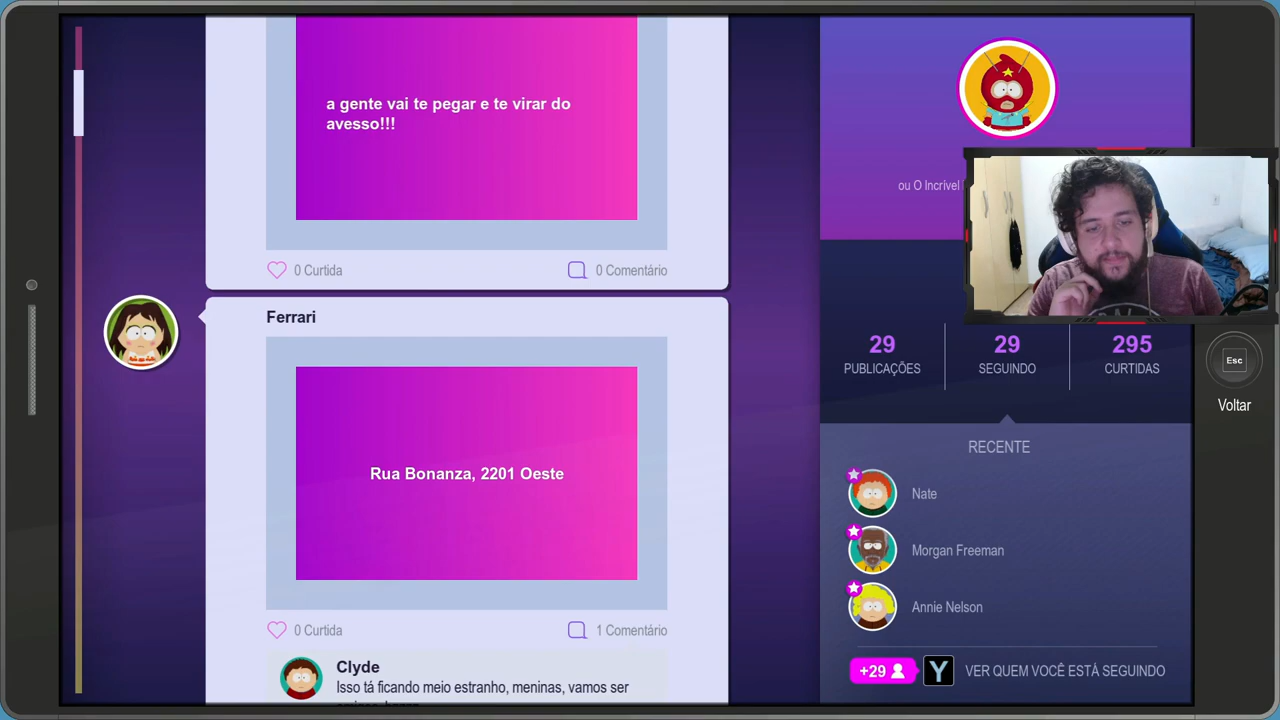 a gente vai te pegar e te virar do
avesso!!!
0 Curtida
0 Comentário
Ferrari
Rua Bonanza, 2201 Oeste
0 Curtida
1 Comentário
Clyde
Isso tá ficando meio estranho, meninas, vamos ser
ou O Incrível
29
PUBLICAÇÕES
29
SEGUINDO
295
CURTIDAS
RECENTE
Nate
Morgan Freeman
Annie Nelson
+29
Y
VER QUEM VOCÊ ESTÁ SEGUINDO
Esc
Voltar